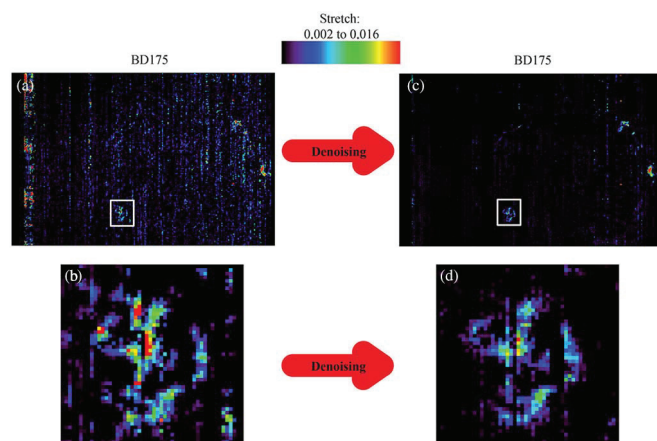 Stretch:
0.002 to 0.016
BD175
BD175
(a)
(c)
Denoising
(b)
(d)
Denoising